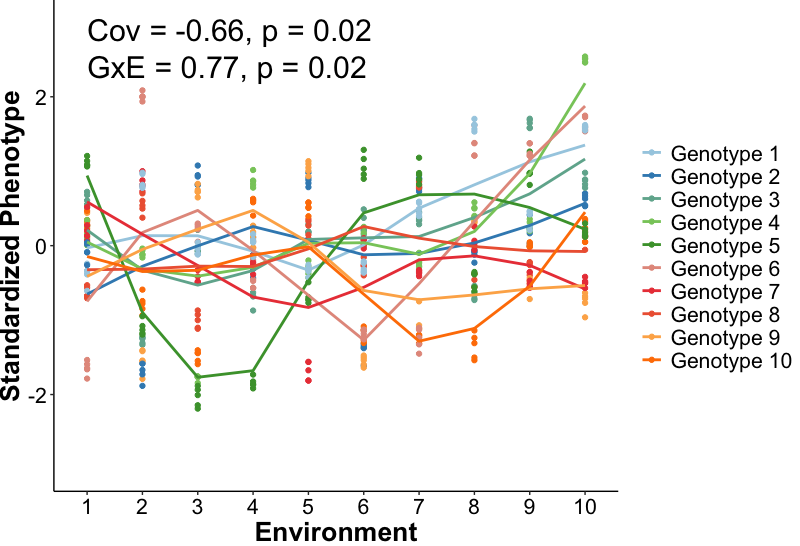 Cov = -0.66, p = 0.02
GxE = 0.77, p = 0.02
Standardized Phenotype
2
0
-2
1 2 3 4 5 6 7 8 9 10
Environment
Genotype 1
Genotype 2
Genotype 3
Genotype 4
Genotype 5
Genotype 6
Genotype 7
Genotype 8
Genotype 9
Genotype 10